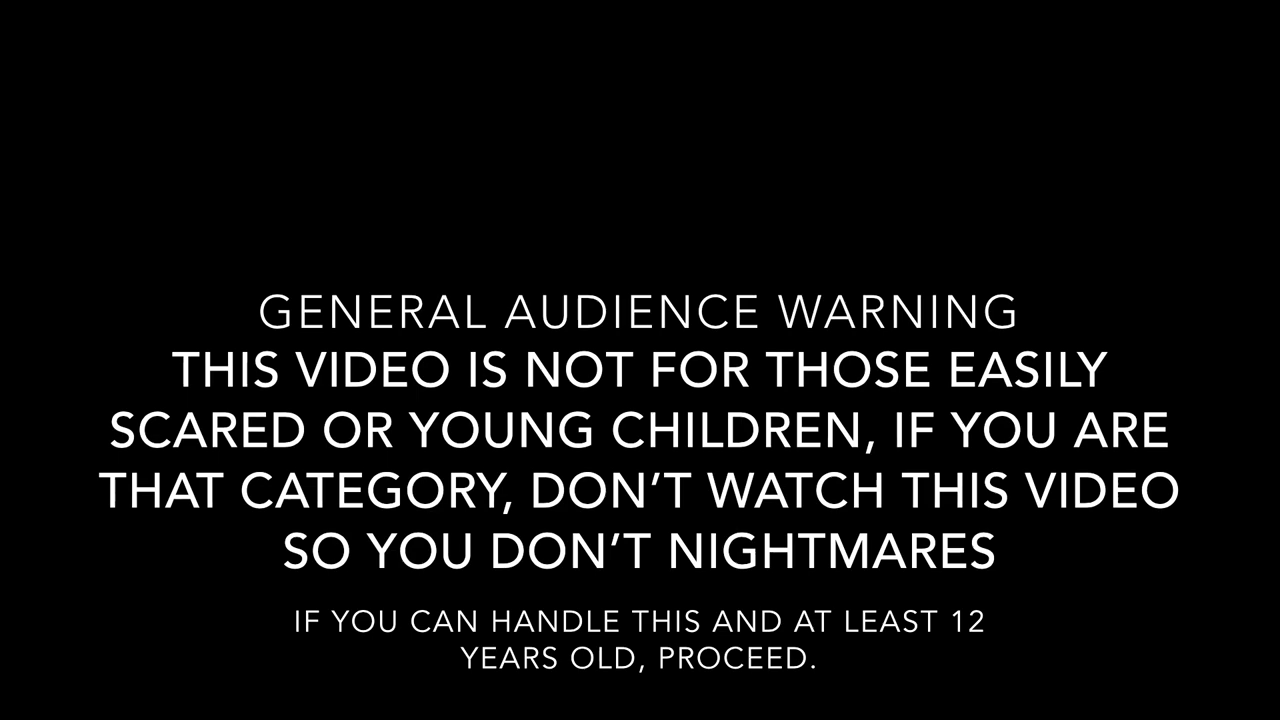 GENERAL AUDIENCE WARNING
THIS VIDEO IS NOT FOR THOSE EASILY
SCARED OR YOUNG CHILDREN, IF YOU ARE
THAT CATEGORY, DON’T WATCH THIS VIDEO
SO YOU DON’T NIGHTMARES
IF YOU CAN HANDLE THIS AND AT LEAST 12
YEARS OLD, PROCEED.